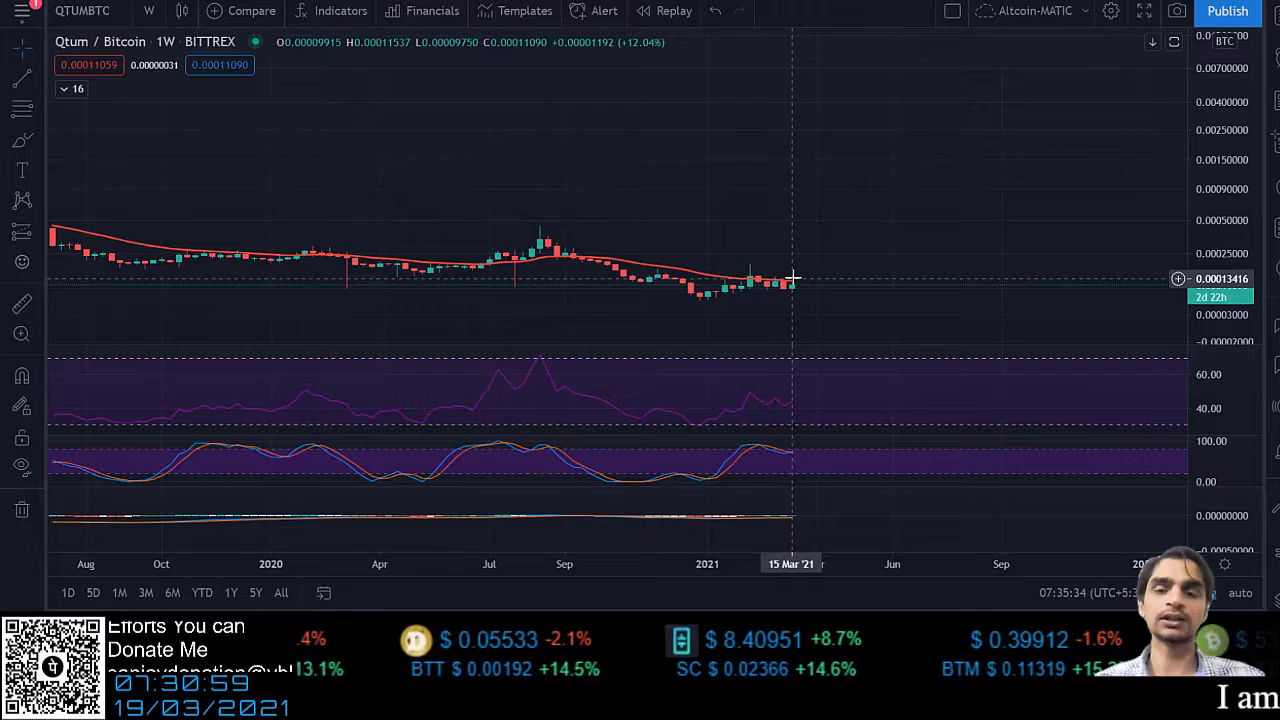 1
QTUMBTC W Compare Indicators Financials Templates Alert Replay Altcoin-MATIC Publish
Qtum / Bitcoin · 1W · BITTREX O0.00009915 H0.00011537 L0.00009750 C0.00011090 +0.00001192 (+12.04%)
BTC
0.00011059 0.00000031 0.00011090
16
0.00700000
0.00400000
0.00250000
0.00150000
0.00090000
0.00050000
0.00025000
0.00013416
2d 22h
0.00003000
60.00
40.00
100.00
0.00
0.00000000
Aug Oct 2020 Apr Jul Sep 2021 15 Mar '21 Jun Sep
1D 5D 1M 3M 6M YTD 1Y 5Y All 07:35:34 (UTC+5:3 auto
Efforts You can
Donate Me
.4% $ 0.05533 -2.1% $ 8.40951 +8.7% $ 0.39912 -1.6%
13.1% BTT $ 0.00192 +14.5% SC $ 0.02366 +14.6% BTM $ 0.11319
07:30:59
19/03/2021
I am